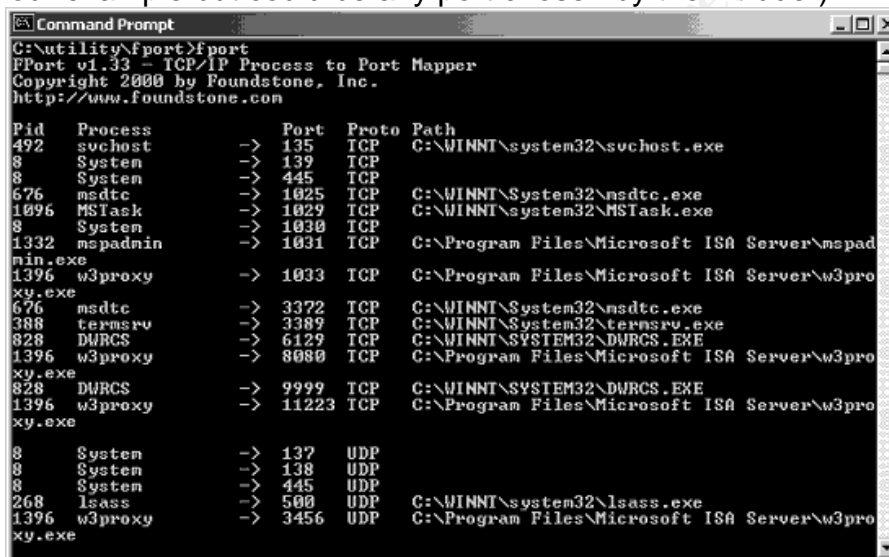 Command Prompt
C:\utility\fport>fport
FPort v1.33 - TCP/IP Process to Port Mapper
Copyright 2000 by Foundstone, Inc.
http://www.foundstone.com
Pid Process Port Proto Path
492 svchost -> 135 TCP C:\WINNT\system32\svchost.exe
8 System -> 139 TCP
8 System -> 445 TCP
676 msdtc -> 1025 TCP C:\WINNT\System32\msdtc.exe
1096 MSTask -> 1029 TCP C:\WINNT\system32\MSTask.exe
8 System -> 1030 TCP
1332 mspadmin -> 1031 TCP C:\Program Files\Microsoft ISA Server\mspad
min.exe
1396 w3proxy -> 1033 TCP C:\Program Files\Microsoft ISA Server\w3pro
xy.exe
676 msdtc -> 3372 TCP C:\WINNT\System32\msdtc.exe
388 termsrv -> 3389 TCP C:\WINNT\System32\termsrv.exe
828 DWRCS -> 6129 TCP C:\WINNT\SYSTEM32\DWRCS.EXE
1396 w3proxy -> 8080 TCP C:\Program Files\Microsoft ISA Server\w3pro
xy.exe
828 DWRCS -> 9999 TCP C:\WINNT\SYSTEM32\DWRCS.EXE
1396 w3proxy -> 11223 TCP C:\Program Files\Microsoft ISA Server\w3pro
xy.exe
8 System -> 137 UDP
8 System -> 138 UDP
8 System -> 445 UDP
268 lsass -> 500 UDP C:\WINNT\system32\lsass.exe
1396 w3proxy -> 3456 UDP C:\Program Files\Microsoft ISA Server\w3pro
xy.exe